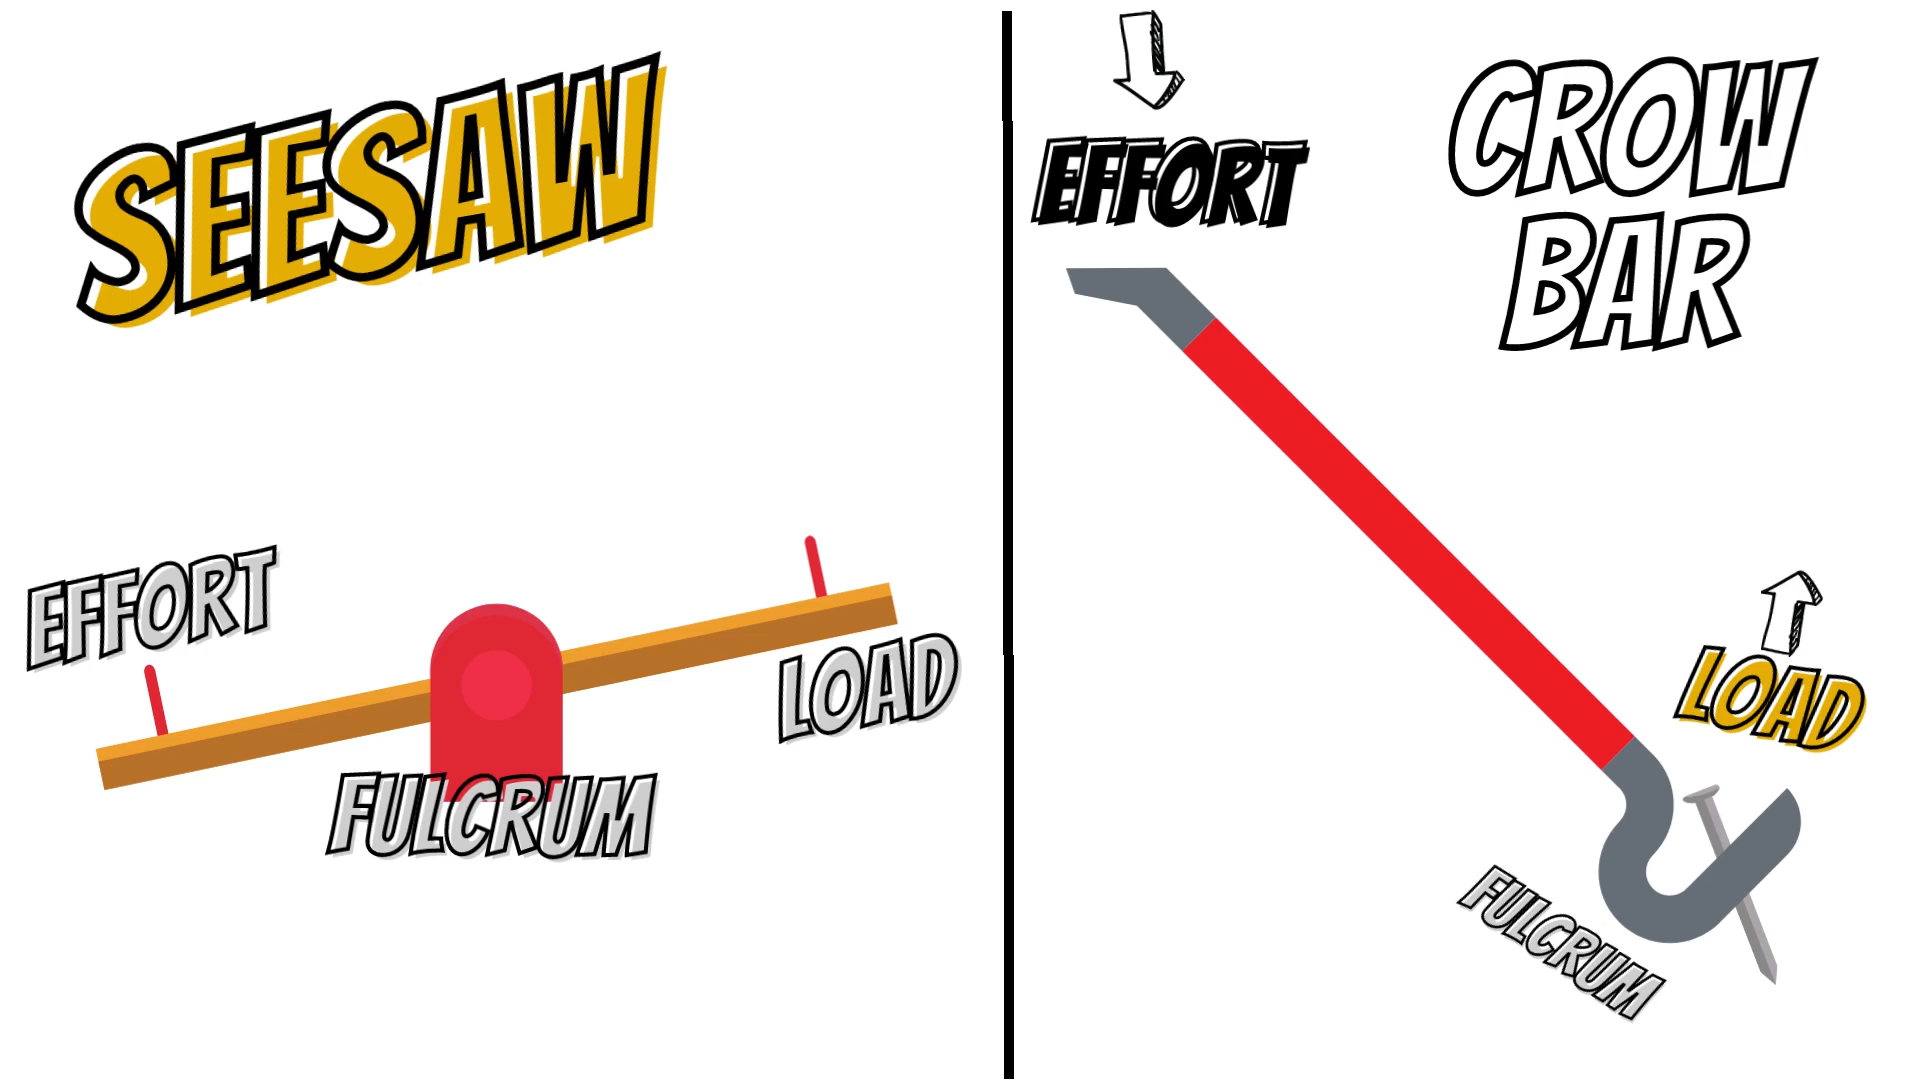 SEESAW
EFFORT
LOAD
FULCRUM
EFFORT
CROW
BAR
LOAD
FULCRUM